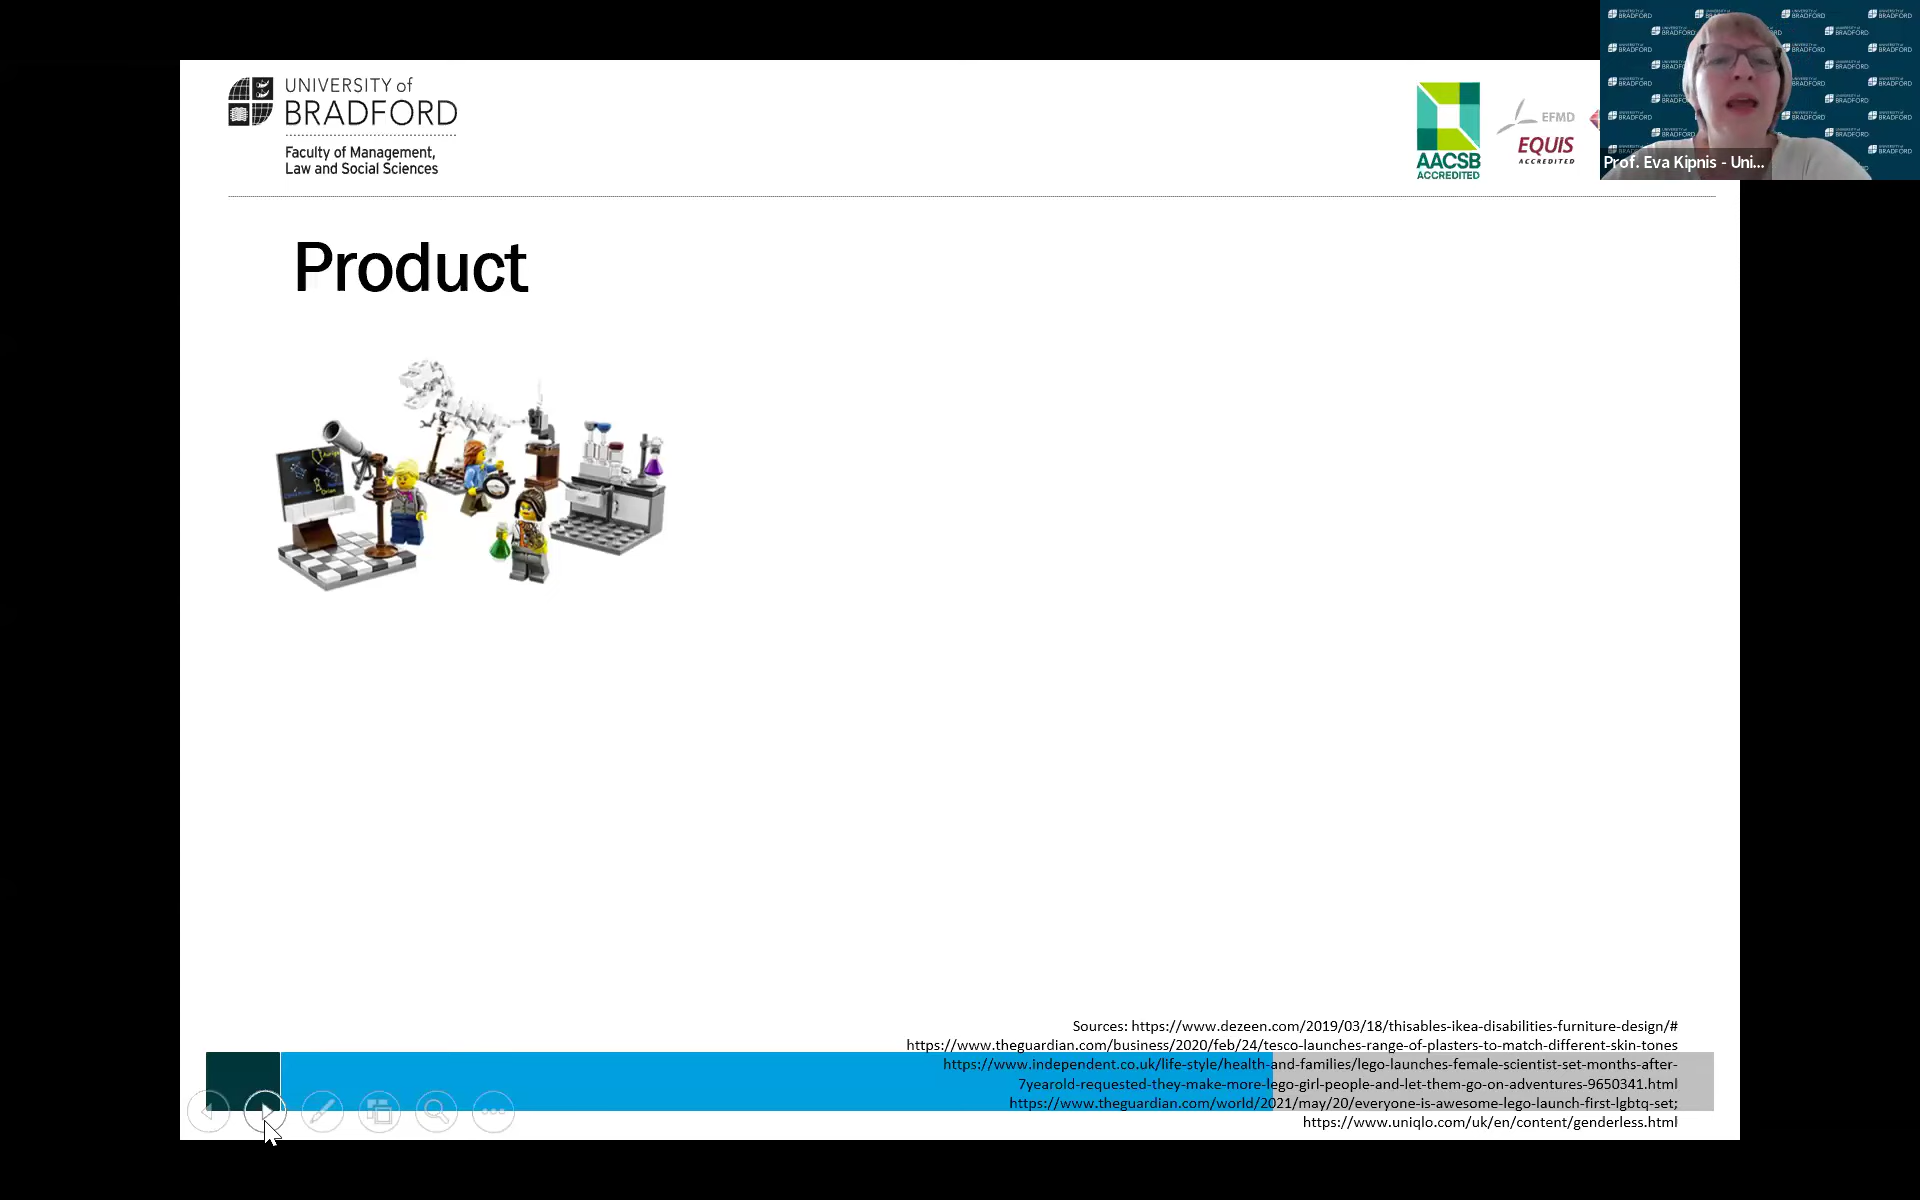 UNIVERSITY of
BRADFORD
Faculty of Management,
Law and Social Sciences
AACSB
ACCREDITED
EFMD
EQUIS
ACCREDITED
Prof. Eva Kipnis - Uni...
Product
Sources: https://www.dezeen.com/2019/03/18/thisables-ikea-disabilities-furniture-design/#
https://www.theguardian.com/business/2020/feb/24/tesco-launches-range-of-plasters-to-match-different-skin-tones
https://www.independent.co.uk/life-style/health-and-families/lego-launches-female-scientist-set-months-after-
7yearold-requested-they-make-more-lego-girl-people-and-let-them-go-on-adventures-9650341.html
https://www.theguardian.com/world/2021/may/20/everyone-is-awesome-lego-launch-first-lgbtq-set;
https://www.uniqlo.com/uk/en/content/genderless.html